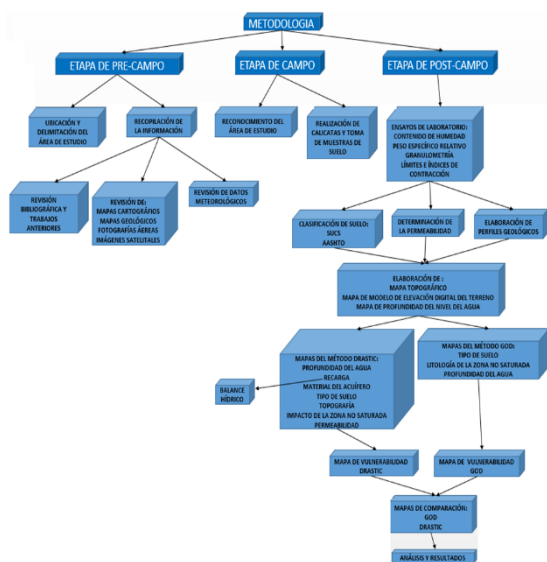 METODOLOGIA
ETAPA DE PRE-CAMPO
ETAPA DE CAMPO
ETAPA DE POST-CAMPO
UBICACIÓN Y
DELIMITACIÓN DEL
ÁREA DE ESTUDIO
RECOPILACIÓN DE
LA INFORMACIÓN
RECONOCIMIENTO DEL
ÁREA DE ESTUDIO
REALIZACIÓN DE
CALICATAS Y TOMA
DE MUESTRAS DE
SUELO
ENSAYOS DE LABORATORIO:
CONTENIDO DE HUMEDAD
PESO ESPECÍFICO RELATIVO
GRANULOMETRÍA
LÍMITES E ÍNDICES DE
CONTRACCIÓN
REVISIÓN
BIBLIOGRÁFICA Y
TRABAJOS
ANTERIORES
REVISIÓN DE:
MAPAS CARTOGRÁFOS
MAPAS GEOLÓGICOS
FOTOGRAFÍAS ÁEREAS
IMÁGENES SATELITALES
REVISIÓN DE DATOS
METEOROLÓGICOS
CLASIFICACIÓN DE SUELO:
SUCS
AASHTO
DETERMINACIÓN DE
LA PERMEABILIDAD
ELABORACIÓN DE
PERFILES GEOLÓGICOS
ELABORACIÓN DE :
MAPA TOPOGRÁFICO
MAPA DE MODELO DE ELEVACIÓN DIGITAL DEL TERRENO
MAPA DE PROFUNDIDAD DEL NIVEL DEL AGUA
MAPAS DEL MÉTODO DRASTIC:
PROFUNDIDAD DEL AGUA
RECARGA
MATERIAL DEL ACUÍFERO
TIPO DE SUELO
TOPOGRAFÍA
IMPACTO DE LA ZONA NO SATURADA
PERMEABILIDAD
MAPAS DEL MÉTODO GOD:
TIPO DE SUELO
LITOLOGÍA DE LA ZONA NO SATURADA
PROFUNDIDAD DEL AGUA
BALANCE
HÍDRICO
MAPA DE VULNERABILIDAD
DRASTIC
MAPA DE VULNERABILIDAD
GOD
MAPAS DE COMPARACIÓN:
GOD
DRASTIC
ANÁLISIS Y RESULTADOS